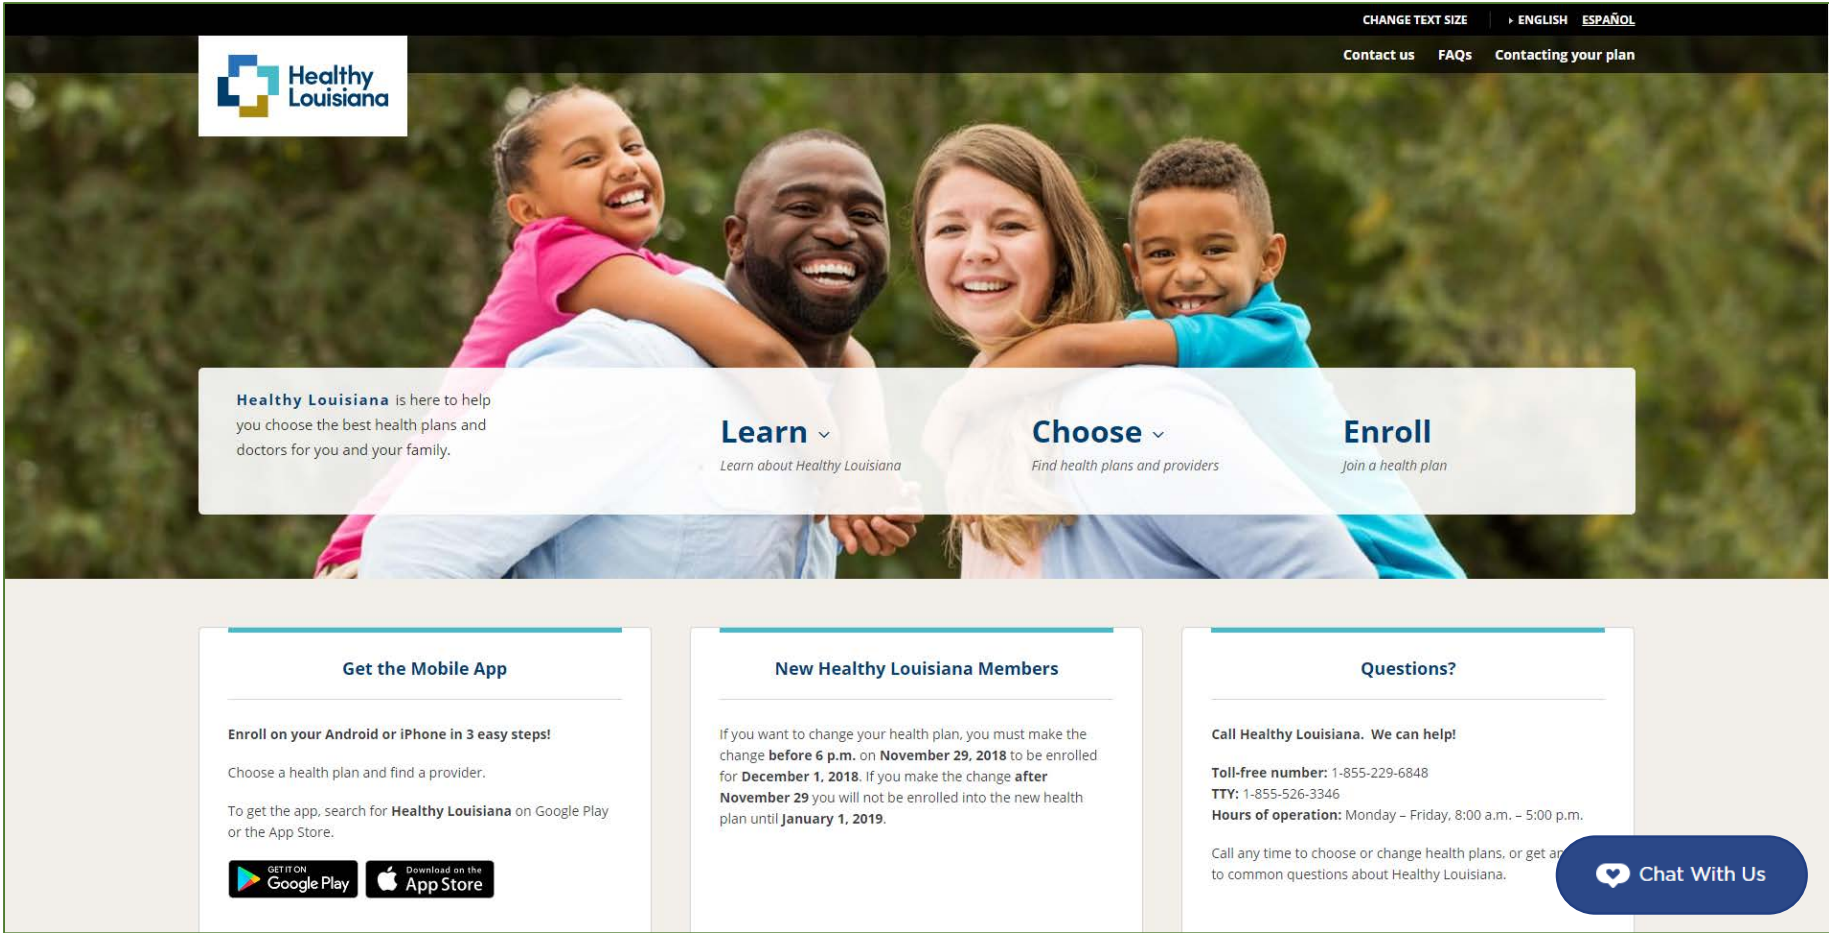 CHANGE TEXT SIZE ENGLISH ESPAÑOL
Contact us FAQs Contacting your plan
Healthy
Louisiana
Healthy Louisiana is here to help
you choose the best health plans and
doctors for you and your family.
Learn
Learn about Healthy Louisiana
Choose
Find health plans and providers
Enroll
Join a health plan
Get the Mobile App
Enroll on your Android or iPhone in 3 easy steps!
Choose a health plan and find a provider.
To get the app, search for Healthy Louisiana on Google Play
or the App Store.
GET IT ON
Google Play
Download on the
App Store
New Healthy Louisiana Members
If you want to change your health plan, you must make the
change before 6 p.m. on November 29, 2018 to be enrolled
for December 1, 2018. If you make the change after
November 29 you will not be enrolled into the new health
plan until January 1, 2019.
Questions?
Call Healthy Louisiana. We can help!
Toll-free number: 1-855-229-6848
TTY: 1-855-526-3346
Hours of operation: Monday – Friday, 8:00 a.m. – 5:00 p.m.
Call any time to choose or change health plans, or get
to common questions about Healthy Louisiana.
Chat With Us